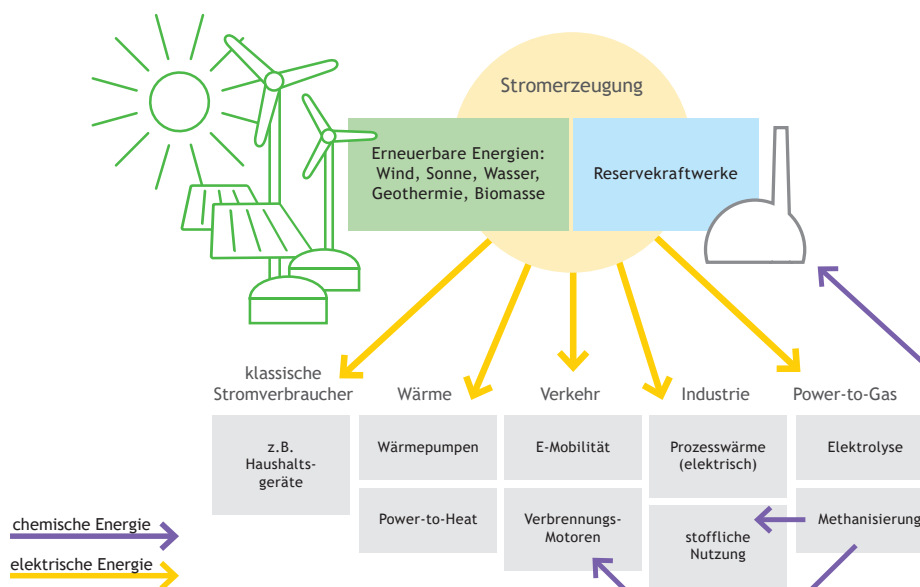 Stromerzeugung
Erneuerbare Energien:
Wind, Sonne, Wasser,
Geothermie, Biomasse
Reservekraftwerke
klassische
Stromverbraucher
Wärme
Verkehr
Industrie
Power-to-Gas
z.B.
Haushalts-
geräte
Wärmepumpen
E-Mobilität
Prozesswärme
(elektrisch)
Elektrolyse
Power-to-Heat
Verbrennungs-
Motoren
stoffliche
Nutzung
Methanisierung
chemische Energie
elektrische Energie